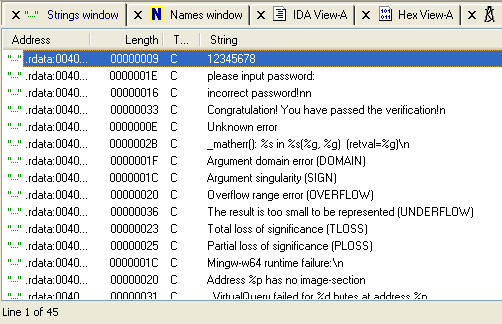 Strings window Names window IDA View-A Hex View-A
Address Length T... String
.rdata:0040... 00000009 C 12345678
.rdata:0040... 0000001E C please input password:
.rdata:0040... 00000016 C incorrect password!nn
.rdata:0040... 00000033 C Congratulation! You have passed the verification!n
.rdata:0040... 0000000E C Unknown error
.rdata:0040... 0000002B C _matherr(): %s in %s(%g, %g) (retval=%g)\n
.rdata:0040... 0000001F C Argument domain error (DOMAIN)
.rdata:0040... 0000001C C Argument singularity (SIGN)
.rdata:0040... 00000020 C Overflow range error (OVERFLOW)
.rdata:0040... 00000036 C The result is too small to be represented (UNDERFLOW)
.rdata:0040... 00000023 C Total loss of significance (TLOSS)
.rdata:0040... 00000025 C Partial loss of significance (PLOSS)
.rdata:0040... 0000001C C Mingw-w64 runtime failure:\n
.rdata:0040... 00000020 C Address %p has no image-section
.rdata:0040... 00000031 C VirtualQuery failed for %d bytes at address %p
Line 1 of 45